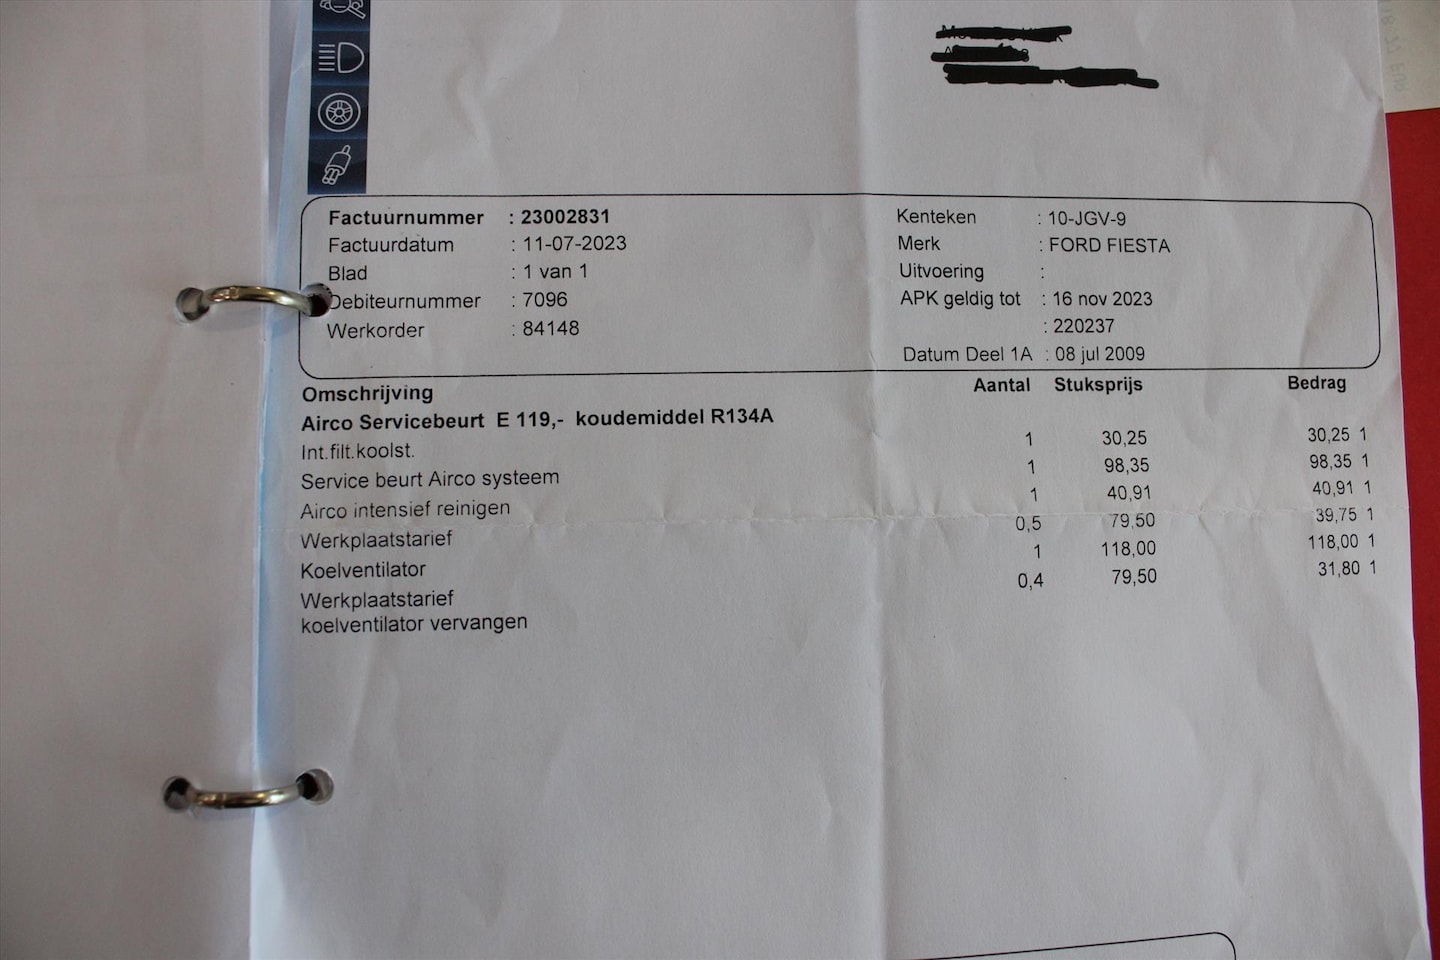 Factuurnummer : 23002831
Factuurdatum : 11-07-2023
Blad : 1 van 1
Debiteurnummer : 7096
Werkorder : 84148
Kenteken : 10-JGV-9
Merk : FORD FIESTA
Uitvoering :
APK geldig tot : 16 nov 2023
: 220237
Datum Deel 1A : 08 jul 2009
Omschrijving Aantal Stuksprijs Bedrag
Airco Servicebeurt E 119,- koudemiddel R134A
Int.filt.koolst. 1 30,25 30,25 1
Service beurt Airco systeem 1 98,35 98,35 1
Airco intensief reinigen 1 40,91 40,91 1
Werkplaatstarief 0,5 79,50 39,75 1
Koelventilator 1 118,00 118,00 1
Werkplaatstarief 0,4 79,50 31,80 1
koelventilator vervangen